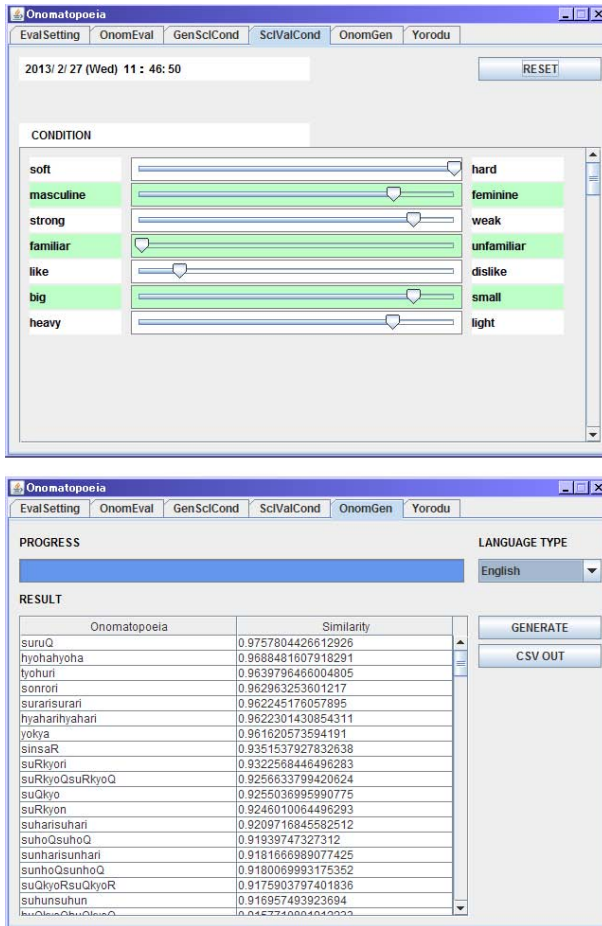 Onomatopoeia
EvalSetting OnomEval GenSclCond SclValCond OnomGen Yorodu
2013/ 2/ 27 (Wed) 11 : 46: 50 RESET
CONDITION
soft hard
masculine feminine
strong weak
familiar unfamiliar
like dislike
big small
heavy light
Onomatopoeia
EvalSetting OnomEval GenSclCond SclValCond OnomGen Yorodu
PROGRESS LANGUAGE TYPE
English
RESULT
Onomatopoeia Similarity GENERATE
suruQ 0.9757804426612926
hyohahyoha 0.9688481607918291 CSV OUT
tyohuri 0.9639796466004805
sonrori 0.962963253601217
surarisurari 0.962245176057895
hyaharihyahari 0.9622301430854311
yokya 0.961620573594191
sinsaR 0.9351537927832638
suRkyori 0.9322568446496283
suRkyoQsuRkyoQ 0.9256633799420624
suQkyo 0.9255036995990775
suRkyon 0.9246010064496293
suharisuhari 0.9209716845582512
suhoQsuhoQ 0.91939747327312
sunharisunhari 0.9181666989077425
sunhoQsunhoQ 0.9180069993175352
suQkyoRsuQkyoR 0.9175903797401836
suhunsuhun 0.916957493923694